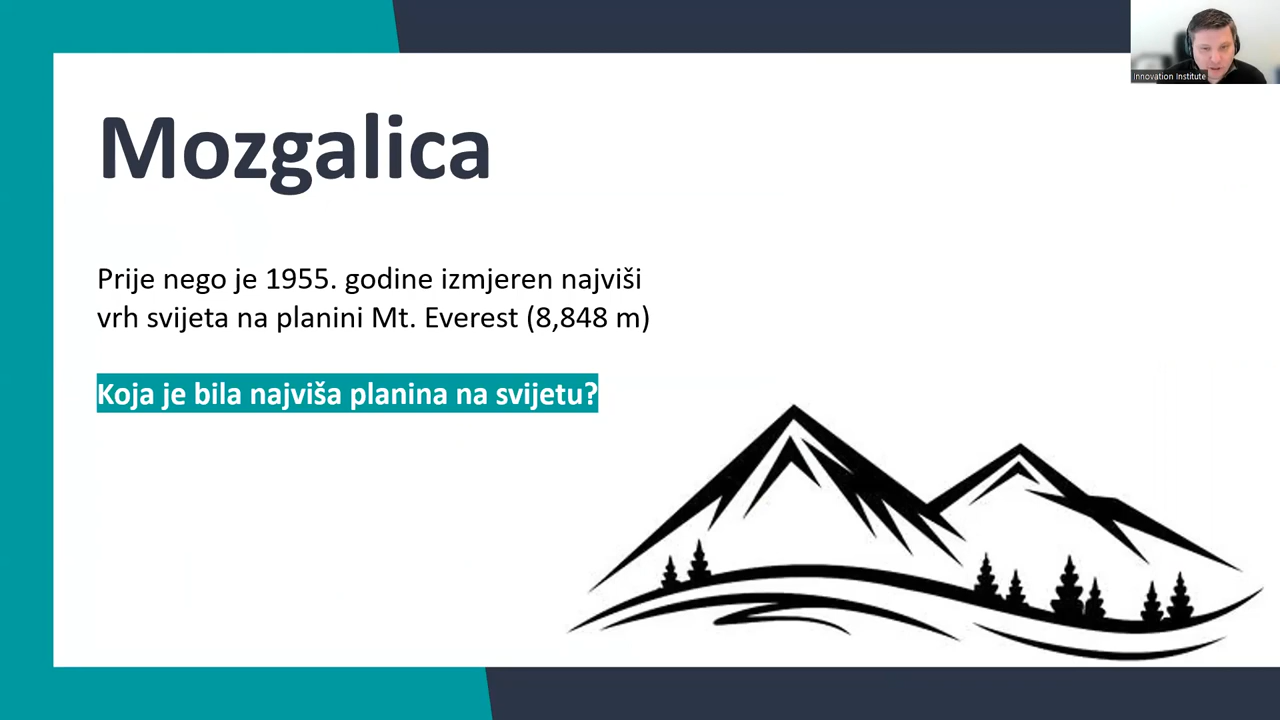 Innovation Institute
Mozgalica
Prije nego je 1955. godine izmjeren najviši
vrh svijeta na planini Mt. Everest (8,848 m)
Koja je bila najviša planina na svijetu?